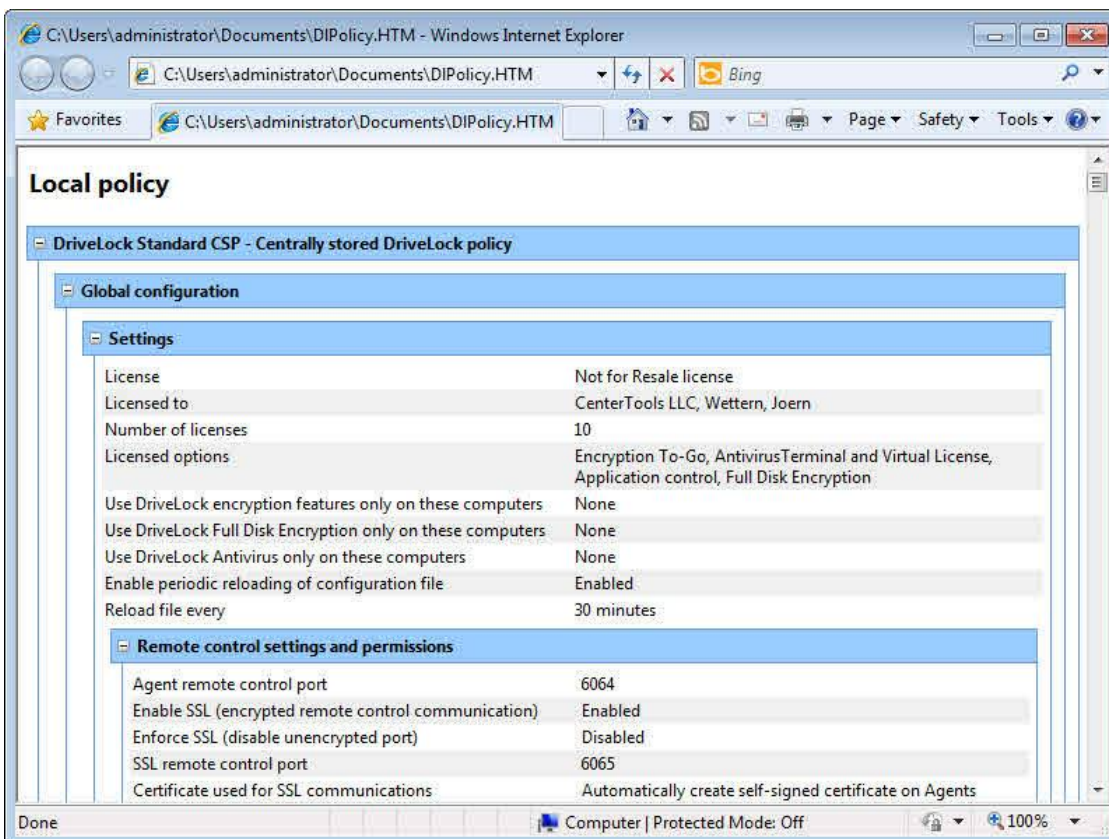 C:\Users\administrator\Documents\DIPolicy.HTM - Windows Internet Explorer
C:\Users\administrator\Documents\DIPolicy.HTM Bing
Favorites C:\Users\administrator\Documents\DIPolicy.HTM Page Safety Tools
Local policy
DriveLock Standard CSP - Centrally stored DriveLock policy
Global configuration
Settings
License Not for Resale license
Licensed to CenterTools LLC, Wettern, Joern
Number of licenses 10
Licensed options Encryption To-Go, AntivirusTerminal and Virtual License,
Application control, Full Disk Encryption
Use DriveLock encryption features only on these computers None
Use DriveLock Full Disk Encryption only on these computers None
Use DriveLock Antivirus only on these computers None
Enable periodic reloading of configuration file Enabled
Reload file every 30 minutes
Remote control settings and permissions
Agent remote control port 6064
Enable SSL (encrypted remote control communication) Enabled
Enforce SSL (disable unencrypted port) Disabled
SSL remote control port 6065
Certificate used for SSL communications Automatically create self-signed certificate on Agents
Done Computer | Protected Mode: Off 100%